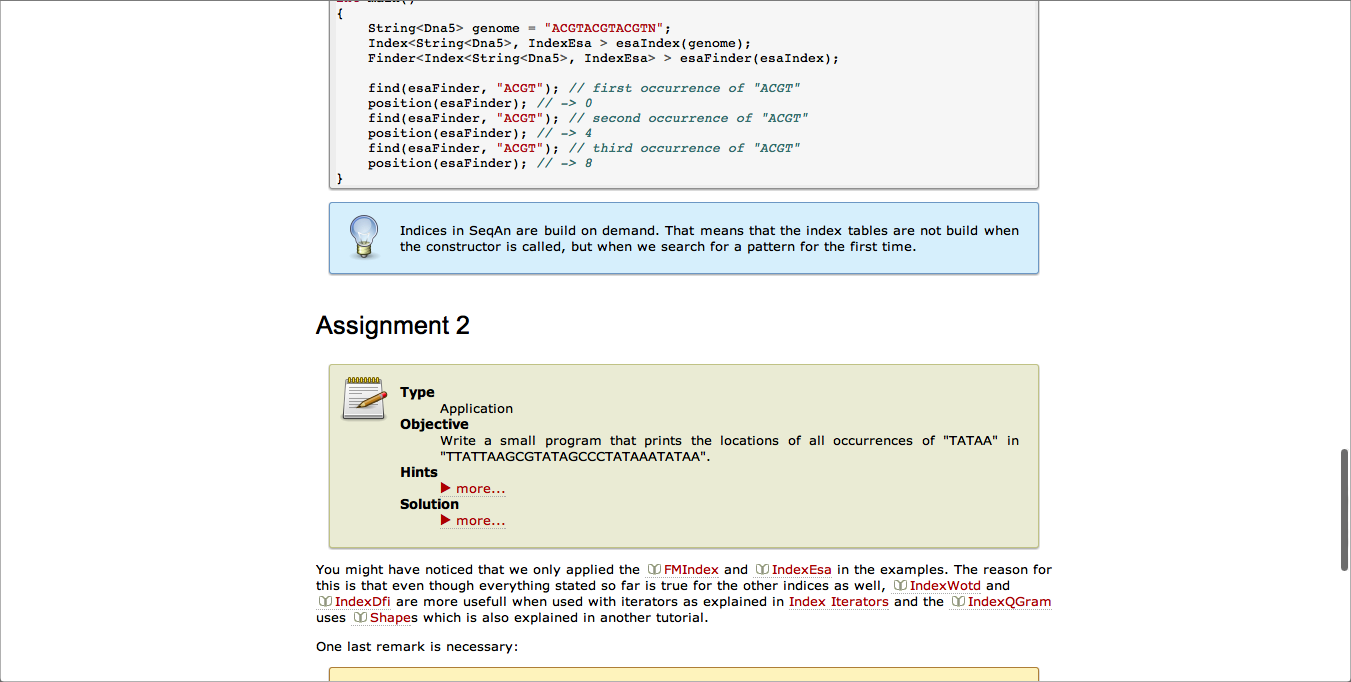 {
String<Dna5> genome = "ACGTACGTACGTN";
Index<String<Dna5>, IndexEsa > esaIndex(genome);
Finder<Index<String<Dna5>, IndexEsa> > esaFinder(esaIndex);
find(esaFinder, "ACGT"); // first occurrence of "ACGT"
position(esaFinder); // -> 0
find(esaFinder, "ACGT"); // second occurrence of "ACGT"
position(esaFinder); // -> 4
find(esaFinder, "ACGT"); // third occurrence of "ACGT"
position(esaFinder); // -> 8
}
Indices in SeqAn are build on demand. That means that the index tables are not build when
the constructor is called, but when we search for a pattern for the first time.
Assignment 2
Type
Application
Objective
Write a small program that prints the locations of all occurrences of "TATAA" in
"TTATTAAGCGTATAGCCCTATAAATATAA".
Hints
▶ more...
Solution
▶ more...
You might have noticed that we only applied the FMIndex and IndexEsa in the examples. The reason for
this is that even though everything stated so far is true for the other indices as well, IndexWotd and
IndexDfi are more usefull when used with iterators as explained in Index Iterators and the IndexQGram
uses Shapes which is also explained in another tutorial.
One last remark is necessary: